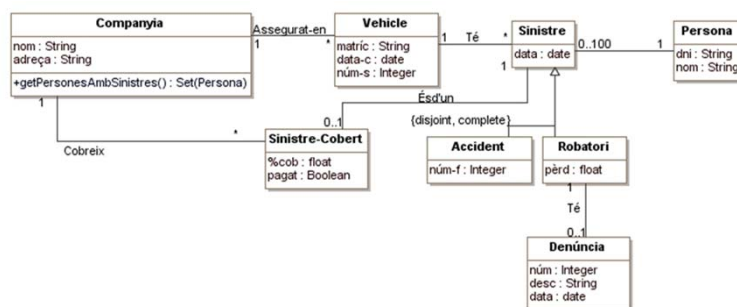 Companyia
nom : String
adreça : String
+getPersonesAmbSinistres() : Set(Persona)
Assegurat-en
1
*
Vehicle
matríc : String
data-c : date
núm-s : Integer
1
Té
*
Sinistre
data : date
0..100
1
Persona
dni : String
nom : String
1
Ésd'un
0..1
1
Cobreix
*
Sinistre-Cobert
%cob : float
pagat : Boolean
{disjoint, complete}
Accident
núm-f : Integer
Robatori
pèrd : float
1
Té
0..1
Denúncia
núm : Integer
desc : String
data : date